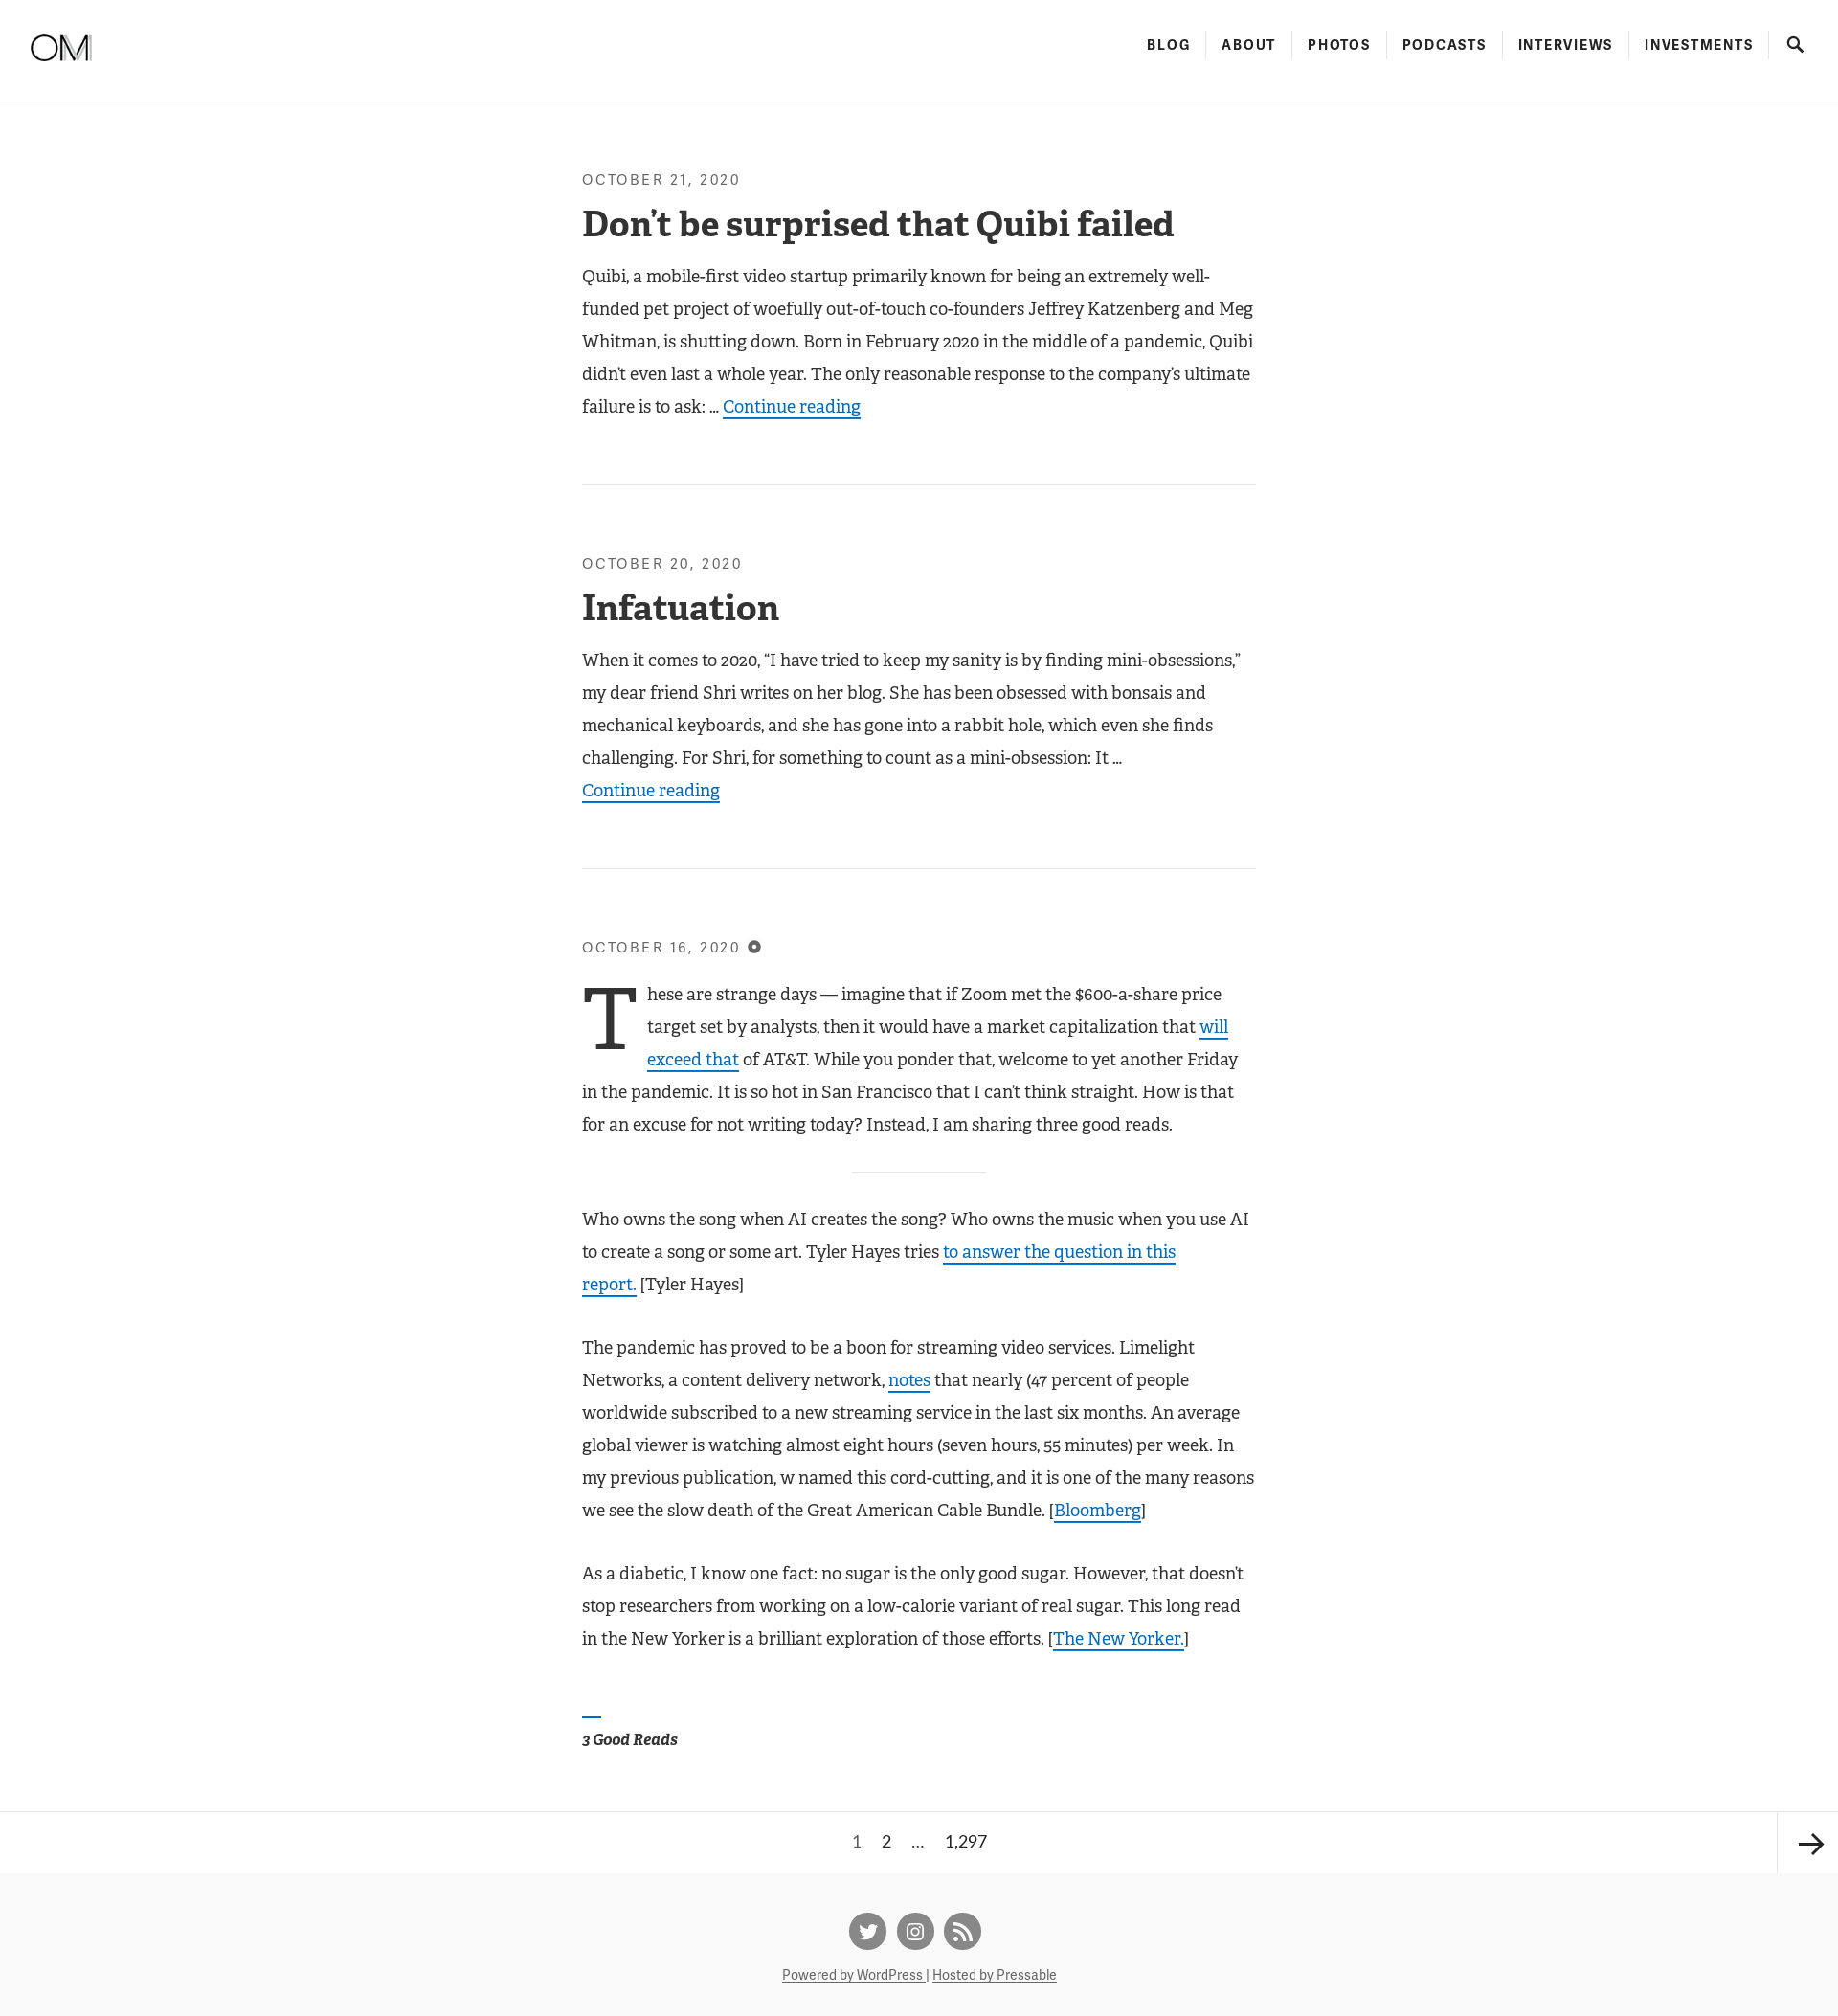 OM
BLOG
ABOUT
PHOTOS
PODCASTS
INTERVIEWS
INVESTMENTS
OCTOBER 21, 2020
Don’t be surprised that Quibi failed
Quibi, a mobile-first video startup primarily known for being an extremely well-
funded pet project of woefully out-of-touch co-founders Jeffrey Katzenberg and Meg
Whitman, is shutting down. Born in February 2020 in the middle of a pandemic, Quibi
didn’t even last a whole year. The only reasonable response to the company’s ultimate
failure is to ask: … Continue reading
OCTOBER 20, 2020
Infatuation
When it comes to 2020, “I have tried to keep my sanity is by finding mini-obsessions,”
my dear friend Shri writes on her blog. She has been obsessed with bonsais and
mechanical keyboards, and she has gone into a rabbit hole, which even she finds
challenging. For Shri, for something to count as a mini-obsession: It …
Continue reading
OCTOBER 16, 2020
These are strange days — imagine that if Zoom met the $600-a-share price
target set by analysts, then it would have a market capitalization that will
exceed that of AT&T. While you ponder that, welcome to yet another Friday
in the pandemic. It is so hot in San Francisco that I can’t think straight. How is that
for an excuse for not writing today? Instead, I am sharing three good reads.
Who owns the song when AI creates the song? Who owns the music when you use AI
to create a song or some art. Tyler Hayes tries to answer the question in this
report. [Tyler Hayes]
The pandemic has proved to be a boon for streaming video services. Limelight
Networks, a content delivery network, notes that nearly (47 percent of people
worldwide subscribed to a new streaming service in the last six months. An average
global viewer is watching almost eight hours (seven hours, 55 minutes) per week. In
my previous publication, w named this cord-cutting, and it is one of the many reasons
we see the slow death of the Great American Cable Bundle. [Bloomberg]
As a diabetic, I know one fact: no sugar is the only good sugar. However, that doesn’t
stop researchers from working on a low-calorie variant of real sugar. This long read
in the New Yorker is a brilliant exploration of those efforts. [The New Yorker.]
3 Good Reads
1 2 … 1,297
Powered by WordPress | Hosted by Pressable